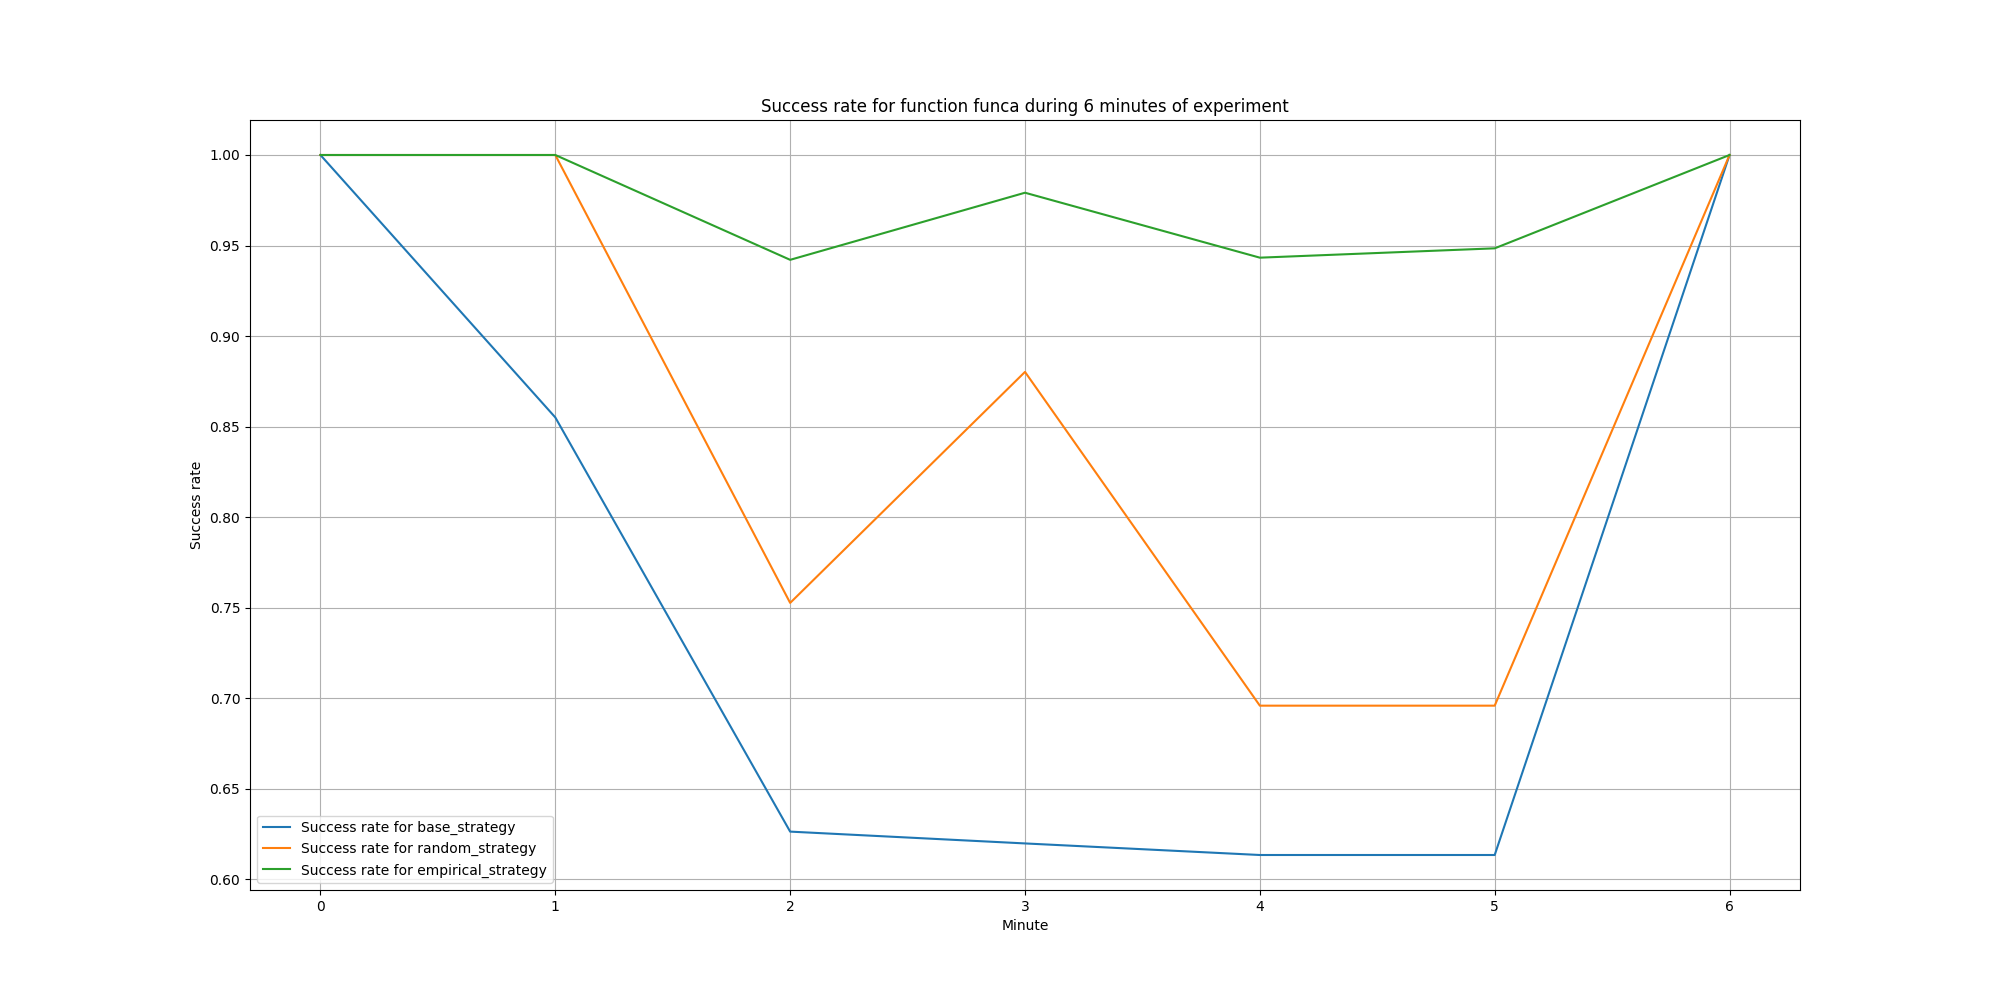 Success rate for function funca during 6 minutes of experiment
1.00
0.95
0.90
0.85
0.80
0.75
0.70
0.65
0.60
Success rate
Success rate for base_strategy
Success rate for random_strategy
Success rate for empirical_strategy
0 1 2 3 4 5 6
Minute